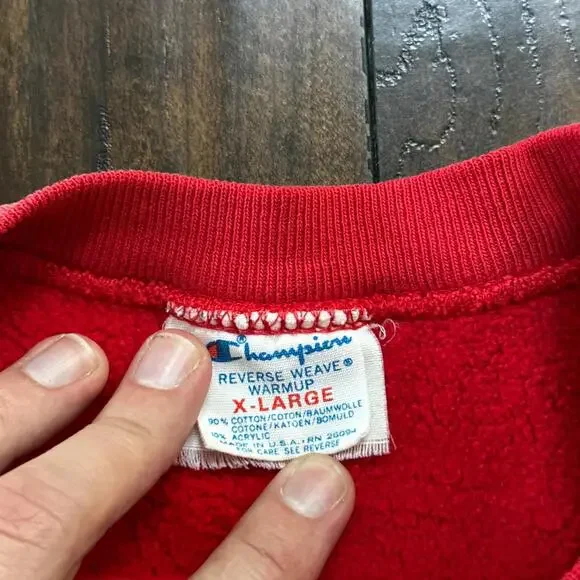 Champion
REVERSE WEAVE®
WARMUP
X-LARGE
90% COTTON/COTON/BAUMWOLLE
COTONE/KATOEN/BOMULD
10% ACRYLIC
MADE IN U.S.A. RN 26094
FOR CARE SEE REVERSE